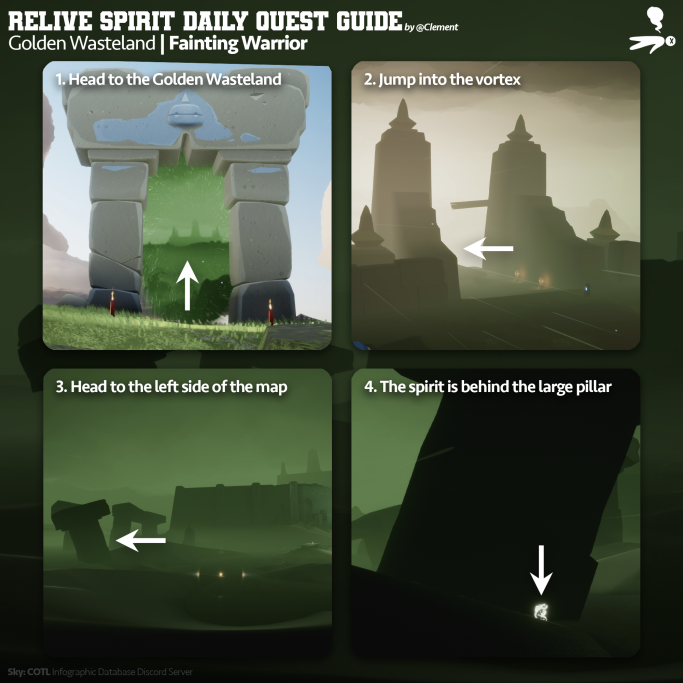 RELIVE SPIRIT DAILY QUEST GUIDE by @Clement
Golden Wasteland | Fainting Warrior
1. Head to the Golden Wasteland
2. Jump into the vortex
3. Head to the left side of the map
4. The spirit is behind the large pillar
Sky: COTL Infographic Database Discord Server